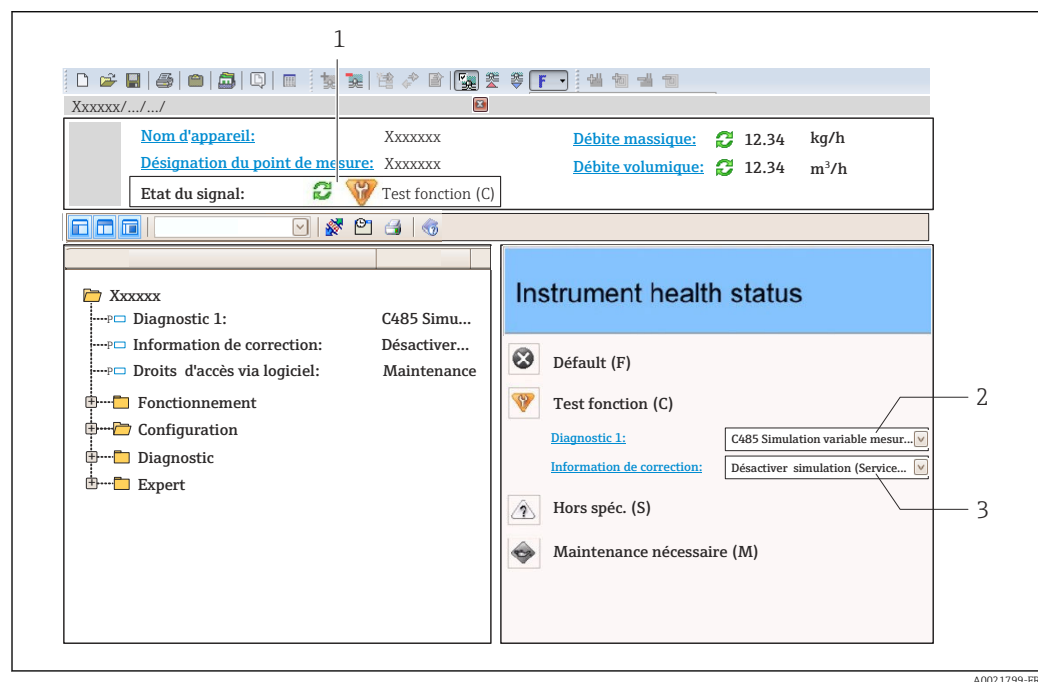 1
F
Xxxxxx/.../.../
Nom d'appareil: Xxxxxxx Débite massique: 12.34 kg/h
Désignation du point de mesure: Xxxxxxx Débite volumique: 12.34 m³/h
Etat du signal: Test fonction (C)
Xxxxxx
P Diagnostic 1: C485 Simu...
P Information de correction: Désactiver...
P Droits d'accès via logiciel: Maintenance
Fonctionnement
Configuration
Diagnostic
Expert
Instrument health status
Défault (F)
Test fonction (C)
2
Diagnostic 1: C485 Simulation variable mesur...
Information de correction: Désactiver simulation (Service...
Hors spéc. (S)
3
Maintenance nécessaire (M)
A0021799-FR